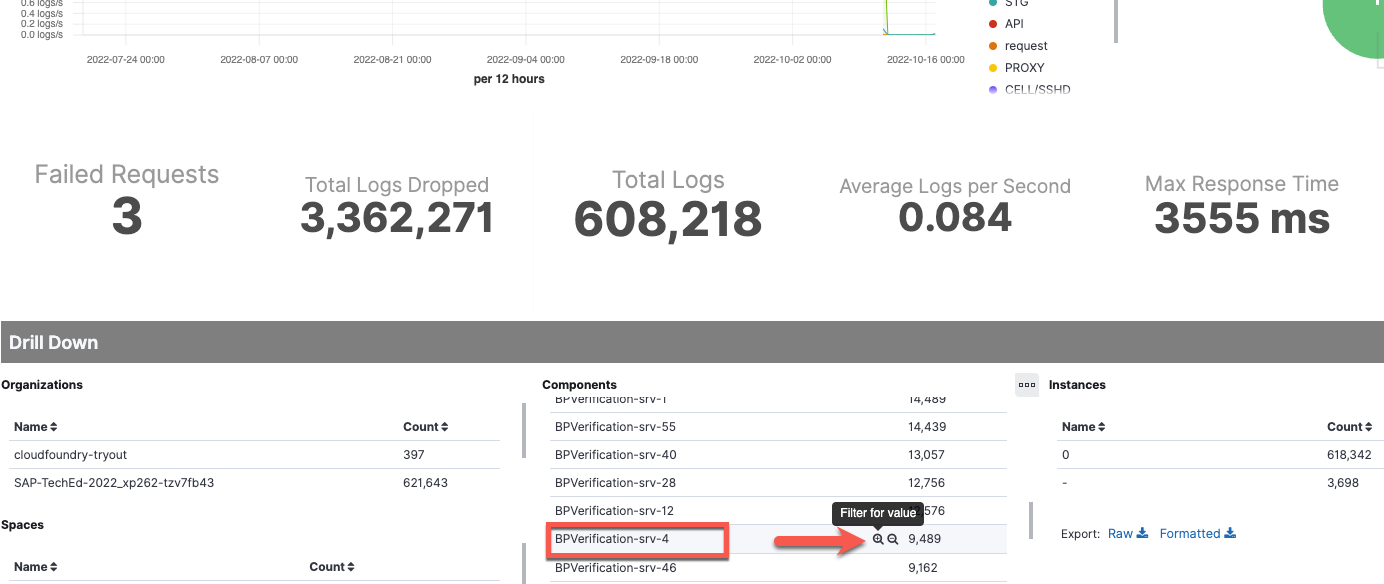 0.6 logs/s
0.4 logs/s
0.2 logs/s
0.0 logs/s
2022-07-24 00:00
2022-08-07 00:00
2022-08-21 00:00
2022-09-04 00:00
2022-09-18 00:00
2022-10-02 00:00
2022-10-16 00:00
per 12 hours
STG
API
request
PROXY
CELL/SSHD
Failed Requests
3
Total Logs Dropped
3,362,271
Total Logs
608,218
Average Logs per Second
0.084
Max Response Time
3555 ms
Drill Down
Organizations
Name Count
cloudfoundry-tryout 397
SAP-TechEd-2022_xp262-tzv7fb43 621,643
Spaces
Name Count
Components
BPVerification-srv-1 14,489
BPVerification-srv-55 14,439
BPVerification-srv-40 13,057
BPVerification-srv-28 12,756
BPVerification-srv-12 576
Filter for value
BPVerification-srv-4 9,489
BPVerification-srv-46 9,162
Instances
Name Count
0 618,342
- 3,698
Export: Raw Formatted